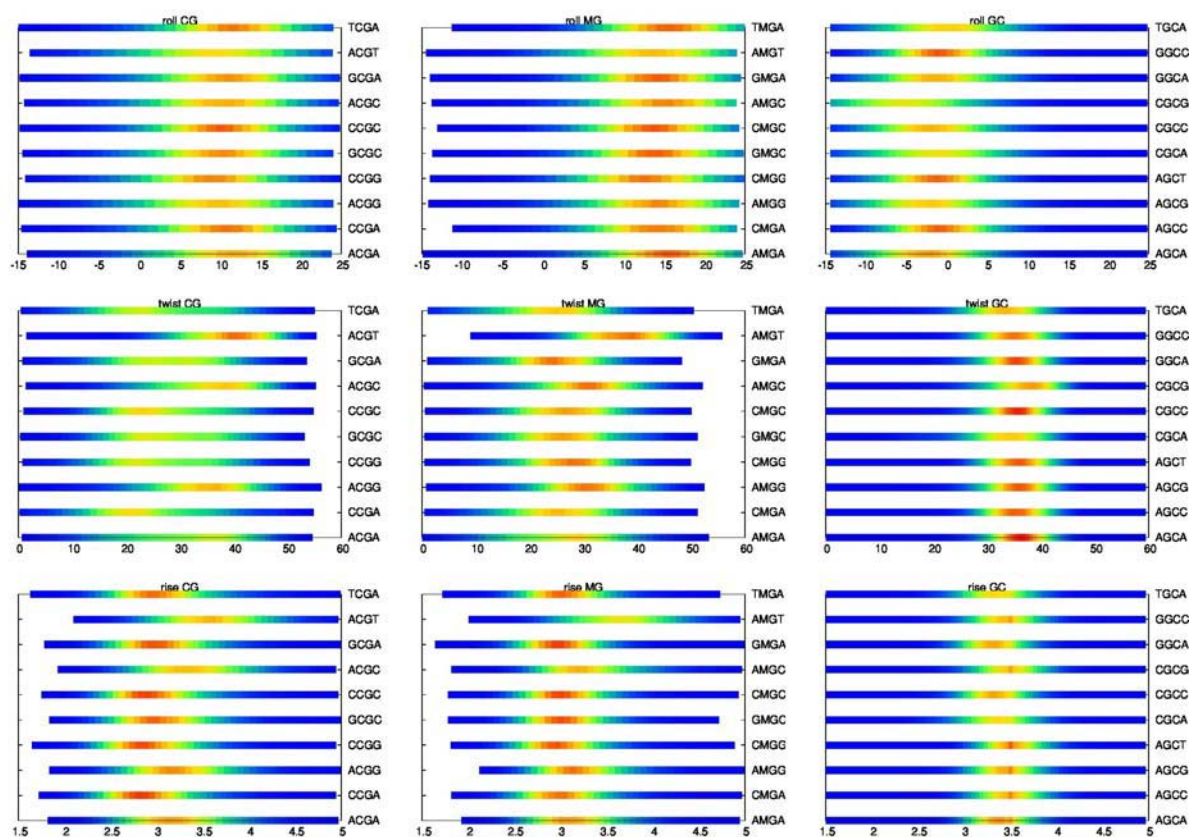 roll CG
TCGA
ACGT
GCGA
ACGC
CCGC
GCGC
CCGG
ACGG
CCGA
ACGA
-15 -10 -5 0 5 10 15 20 25
roll MG
TMGA
AMGT
GMGA
AMGC
CMGC
GMGC
CMGG
AMGG
CMGA
AMGA
-15 -10 -5 0 5 10 15 20 25
roll GC
TGCA
GGCC
GGCA
CGCG
CGCC
CGCA
AGCT
AGCG
AGCC
AGCA
-15 -10 -5 0 5 10 15 20 25
twist CG
TCGA
ACGT
GCGA
ACGC
CCGC
GCGC
CCGG
ACGG
CCGA
ACGA
0 10 20 30 40 50 60
twist MG
TMGA
AMGT
GMGA
AMGC
CMGC
GMGC
CMGG
AMGG
CMGA
AMGA
0 10 20 30 40 50 60
twist GC
TGCA
GGCC
GGCA
CGCG
CGCC
CGCA
AGCT
AGCG
AGCC
AGCA
0 10 20 30 40 50 60
rise CG
TCGA
ACGT
GCGA
ACGC
CCGC
GCGC
CCGG
ACGG
CCGA
ACGA
1.5 2 2.5 3 3.5 4 4.5 5
rise MG
TMGA
AMGT
GMGA
AMGC
CMGC
GMGC
CMGG
AMGG
CMGA
AMGA
1.5 2 2.5 3 3.5 4 4.5 5
rise GC
TGCA
GGCC
GGCA
CGCG
CGCC
CGCA
AGCT
AGCG
AGCC
AGCA
1.5 2 2.5 3 3.5 4 4.5